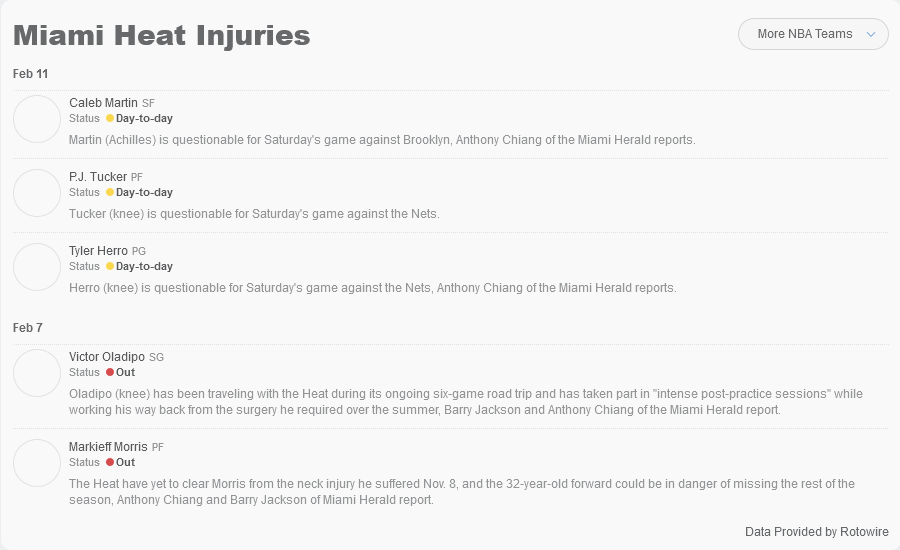 Miami Heat Injuries
More NBA Teams
Feb 11
Caleb Martin SF
Status Day-to-day
Martin (Achilles) is questionable for Saturday's game against Brooklyn, Anthony Chiang of the Miami Herald reports.
P.J. Tucker PF
Status Day-to-day
Tucker (knee) is questionable for Saturday's game against the Nets.
Tyler Herro PG
Status Day-to-day
Herro (knee) is questionable for Saturday's game against the Nets, Anthony Chiang of the Miami Herald reports.
Feb 7
Victor Oladipo SG
Status Out
Oladipo (knee) has been traveling with the Heat during its ongoing six-game road trip and has taken part in "intense post-practice sessions" while
working his way back from the surgery he required over the summer, Barry Jackson and Anthony Chiang of the Miami Herald report.
Markieff Morris PF
Status Out
The Heat have yet to clear Morris from the neck injury he suffered Nov. 8, and the 32-year-old forward could be in danger of missing the rest of the
season, Anthony Chiang and Barry Jackson of Miami Herald report.
Data Provided by Rotowire